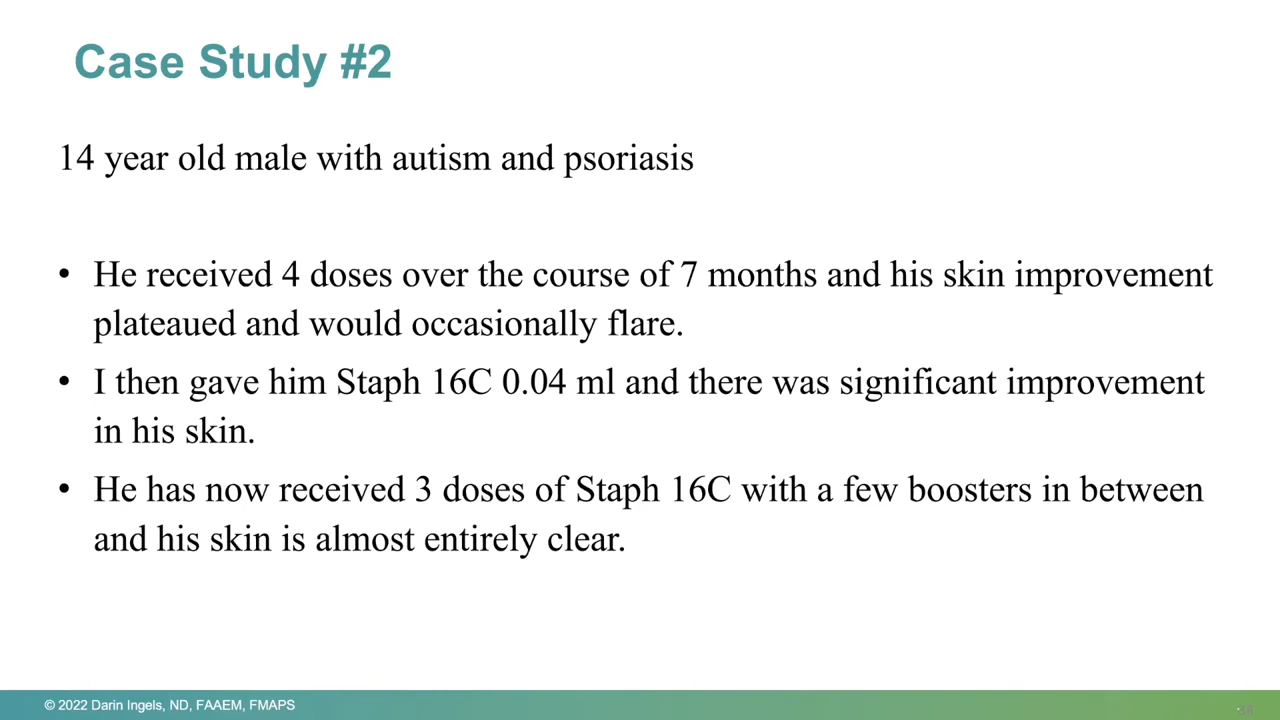 Case Study #2
14 year old male with autism and psoriasis
• He received 4 doses over the course of 7 months and his skin improvement
plateaued and would occasionally flare.
• I then gave him Staph 16C 0.04 ml and there was significant improvement
in his skin.
• He has now received 3 doses of Staph 16C with a few boosters in between
and his skin is almost entirely clear.
© 2022 Darin Ingels, ND, FAAEM, FMAPS